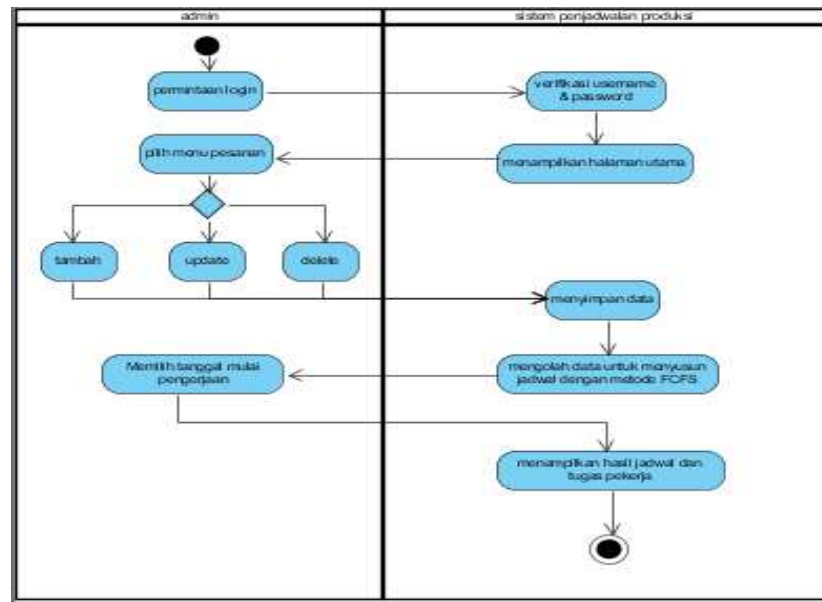 admin
sistem penjadwalan produksi
permintaan login
verifikasi username
& password
pilih menu pesanan
menampilkan halaman utama
tambah
update
delete
menyimpan data
Memilih tanggal mulai
pengerjaan
mengolah data untuk menyusun
jadwal dengan metode FCFS
menampilkan hasil jadwal dan
tugas pekerja